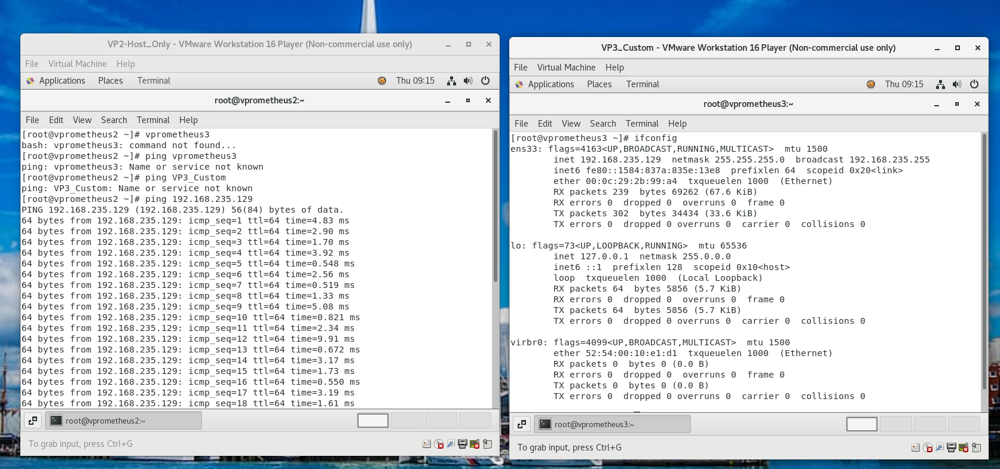 VP2-Host_Only - VMware Workstation 16 Player (Non-commercial use only)
File Virtual Machine Help
Applications Places Terminal Thu 09:15
root@vprometheus2:~
File Edit View Search Terminal Help
[root@vprometheus2 ~]# vprometheus3
bash: vprometheus3: command not found...
[root@vprometheus2 ~]# ping vprometheus3
ping: vprometheus3: Name or service not known
[root@vprometheus2 ~]# ping VP3_Custom
ping: VP3_Custom: Name or service not known
[root@vprometheus2 ~]# ping 192.168.235.129
PING 192.168.235.129 (192.168.235.129) 56(84) bytes of data.
64 bytes from 192.168.235.129: icmp_seq=1 ttl=64 time=4.83 ms
64 bytes from 192.168.235.129: icmp_seq=2 ttl=64 time=2.90 ms
64 bytes from 192.168.235.129: icmp_seq=3 ttl=64 time=1.70 ms
64 bytes from 192.168.235.129: icmp_seq=4 ttl=64 time=3.92 ms
64 bytes from 192.168.235.129: icmp_seq=5 ttl=64 time=0.548 ms
64 bytes from 192.168.235.129: icmp_seq=6 ttl=64 time=2.56 ms
64 bytes from 192.168.235.129: icmp_seq=7 ttl=64 time=0.519 ms
64 bytes from 192.168.235.129: icmp_seq=8 ttl=64 time=1.33 ms
64 bytes from 192.168.235.129: icmp_seq=9 ttl=64 time=5.08 ms
64 bytes from 192.168.235.129: icmp_seq=10 ttl=64 time=0.821 ms
64 bytes from 192.168.235.129: icmp_seq=11 ttl=64 time=2.34 ms
64 bytes from 192.168.235.129: icmp_seq=12 ttl=64 time=9.91 ms
64 bytes from 192.168.235.129: icmp_seq=13 ttl=64 time=0.672 ms
64 bytes from 192.168.235.129: icmp_seq=14 ttl=64 time=3.17 ms
64 bytes from 192.168.235.129: icmp_seq=15 ttl=64 time=1.73 ms
64 bytes from 192.168.235.129: icmp_seq=16 ttl=64 time=0.550 ms
64 bytes from 192.168.235.129: icmp_seq=17 ttl=64 time=3.19 ms
64 bytes from 192.168.235.129: icmp_seq=18 ttl=64 time=1.61 ms
root@vprometheus2:~
To grab input, press Ctrl+G
VP3_Custom - VMware Workstation 16 Player (Non-commercial use only)
File Virtual Machine Help
Applications Places Terminal Thu 09:15
root@vprometheus3:~
File Edit View Search Terminal Help
[root@vprometheus3 ~]# ifconfig
ens33: flags=4163<UP,BROADCAST,RUNNING,MULTICAST>  mtu 1500
inet 192.168.235.129  netmask 255.255.255.0  broadcast 192.168.235.255
inet6 fe80::1584:837a:835e:13e8  prefixlen 64  scopeid 0x20<link>
ether 00:0c:29:2b:99:a4  txqueuelen 1000  (Ethernet)
RX packets 239  bytes 69262 (67.6 KiB)
RX errors 0  dropped 0  overruns 0  frame 0
TX packets 302  bytes 34434 (33.6 KiB)
TX errors 0  dropped 0 overruns 0  carrier 0  collisions 0
lo: flags=73<UP,LOOPBACK,RUNNING>  mtu 65536
inet 127.0.0.1  netmask 255.0.0.0
inet6 ::1  prefixlen 128  scopeid 0x10<host>
loop  txqueuelen 1000  (Local Loopback)
RX packets 64  bytes 5856 (5.7 KiB)
RX errors 0  dropped 0  overruns 0  frame 0
TX packets 64  bytes 5856 (5.7 KiB)
TX errors 0  dropped 0 overruns 0  carrier 0  collisions 0
virbr0: flags=4099<UP,BROADCAST,MULTICAST>  mtu 1500
ether 52:54:00:10:e1:d1  txqueuelen 1000  (Ethernet)
RX packets 0  bytes 0 (0.0 B)
RX errors 0  dropped 0  overruns 0  frame 0
TX packets 0  bytes 0 (0.0 B)
TX errors 0  dropped 0 overruns 0  carrier 0  collisions 0
root@vprometheus3:~
To grab input, press Ctrl+G